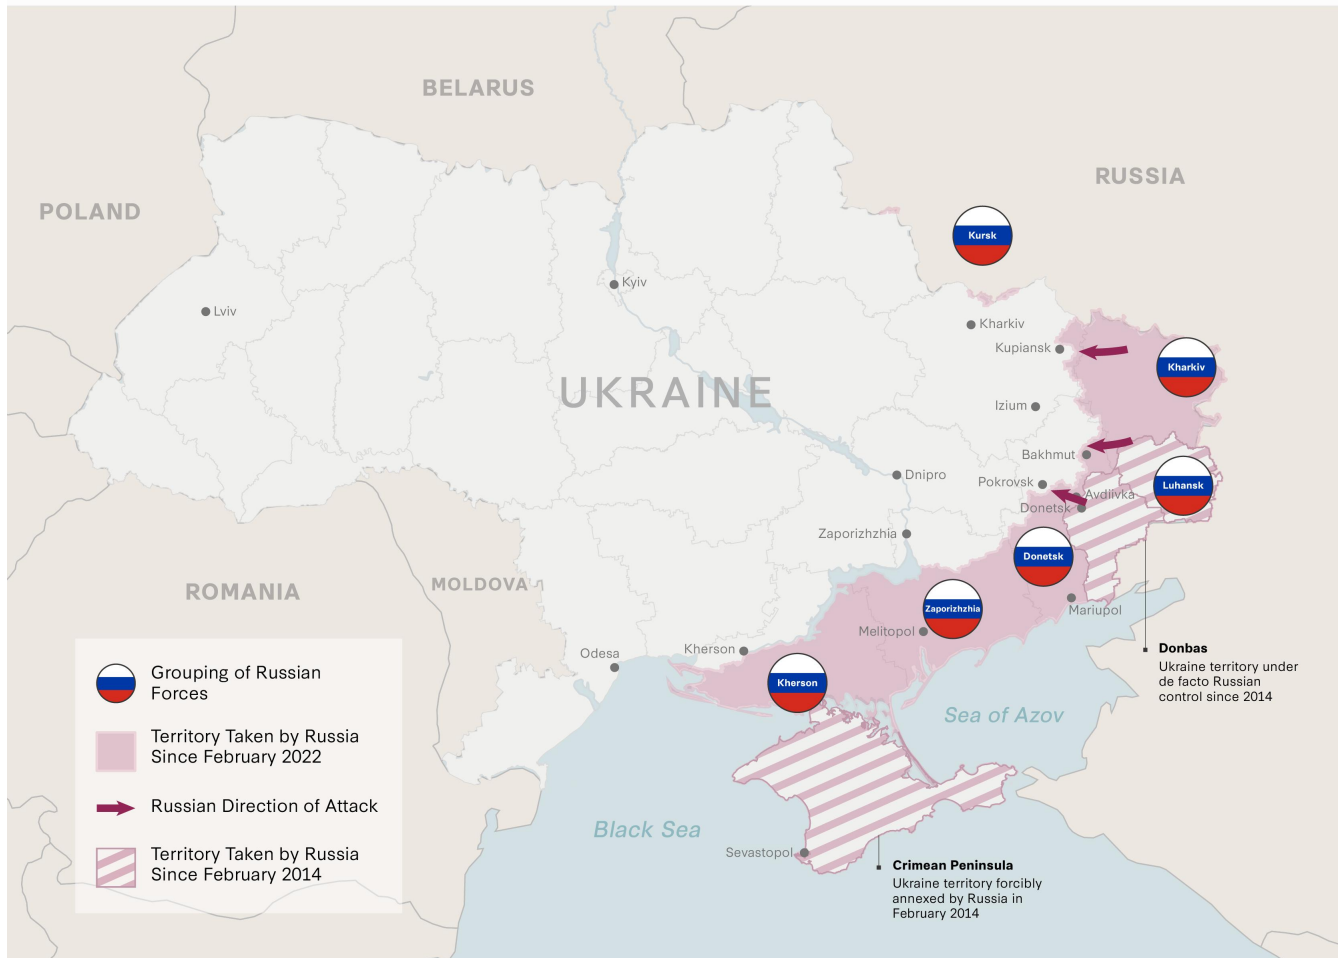 BELARUS
RUSSIA
POLAND
Kursk
Kyiv
Lviv
Kharkiv
Kupiansk
Kharkiv
UKRAINE
Izium
Bakhmut
Dnipro
Pokrovsk
Luhansk
Avdiivka
Donetsk
Zaporizhzhia
Donetsk
MOLDOVA
ROMANIA
Zaporizhzhia
Mariupol
Melitopol
Kherson
Odesa
Donbas
Ukraine territory under
de facto Russian
control since 2014
Kherson
Sea of Azov
Grouping of Russian
Forces
Territory Taken by Russia
Since February 2022
Russian Direction of Attack
Territory Taken by Russia
Since February 2014
Black Sea
Sevastopol
Crimean Peninsula
Ukraine territory forcibly
annexed by Russia in
February 2014